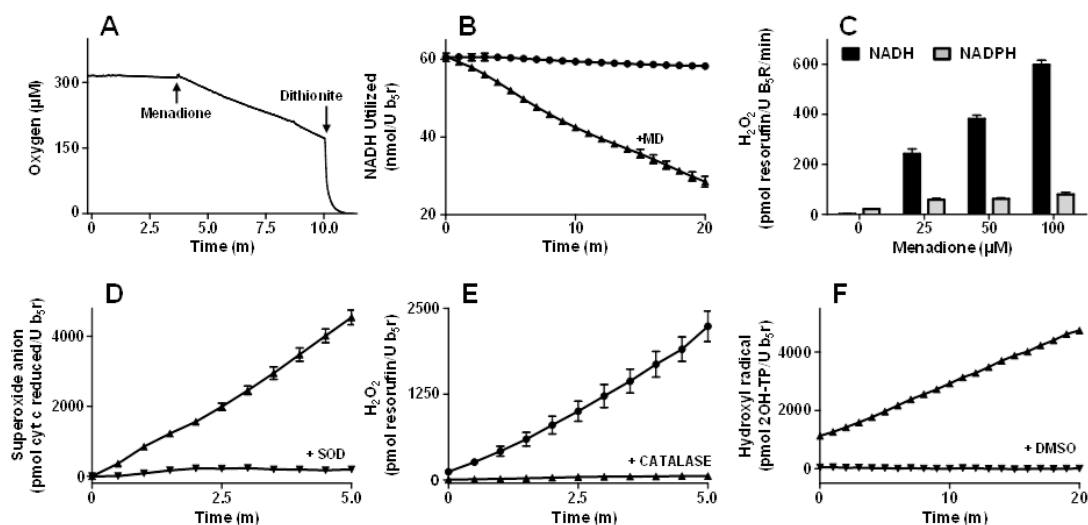 A
Oxygen (µM)
300
150
0
Menadione
Dithionite
0
2.5
5.0
7.5
10.0
Time (m)
B
NADH Utilized
(nmol/U b₅r)
60
40
20
+MD
0
10
20
Time (m)
C
H₂O₂
(pmol resorufin/U B₅R/min)
600
400
200
0
NADH
NADPH
0
25
50
100
Menadione (µM)
D
Superoxide anion
(pmol cyt c reduced/U b₅r)
4000
2000
0
+ SOD
0
2.5
5.0
Time (m)
E
H₂O₂
(pmol resorufin/U b₅r)
2500
1250
0
+ CATALASE
0
2.5
5.0
Time (m)
F
Hydroxyl radical
(pmol 2OH-TP/U b₅r)
4000
2000
0
+ DMSO
0
10
20
Time (m)